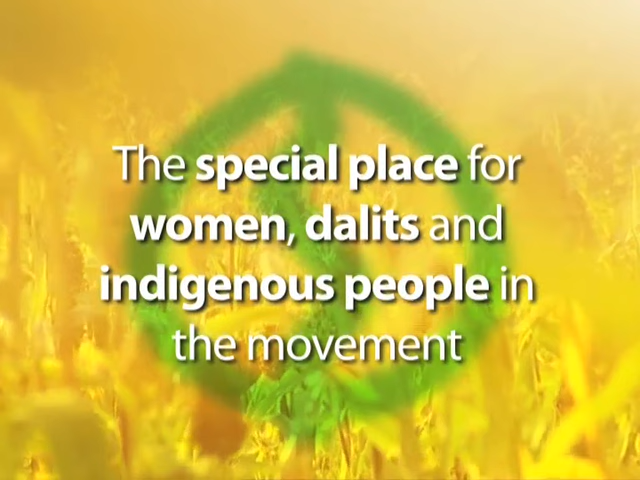 The special place for
women, dalits and
indigenous people in
the movement